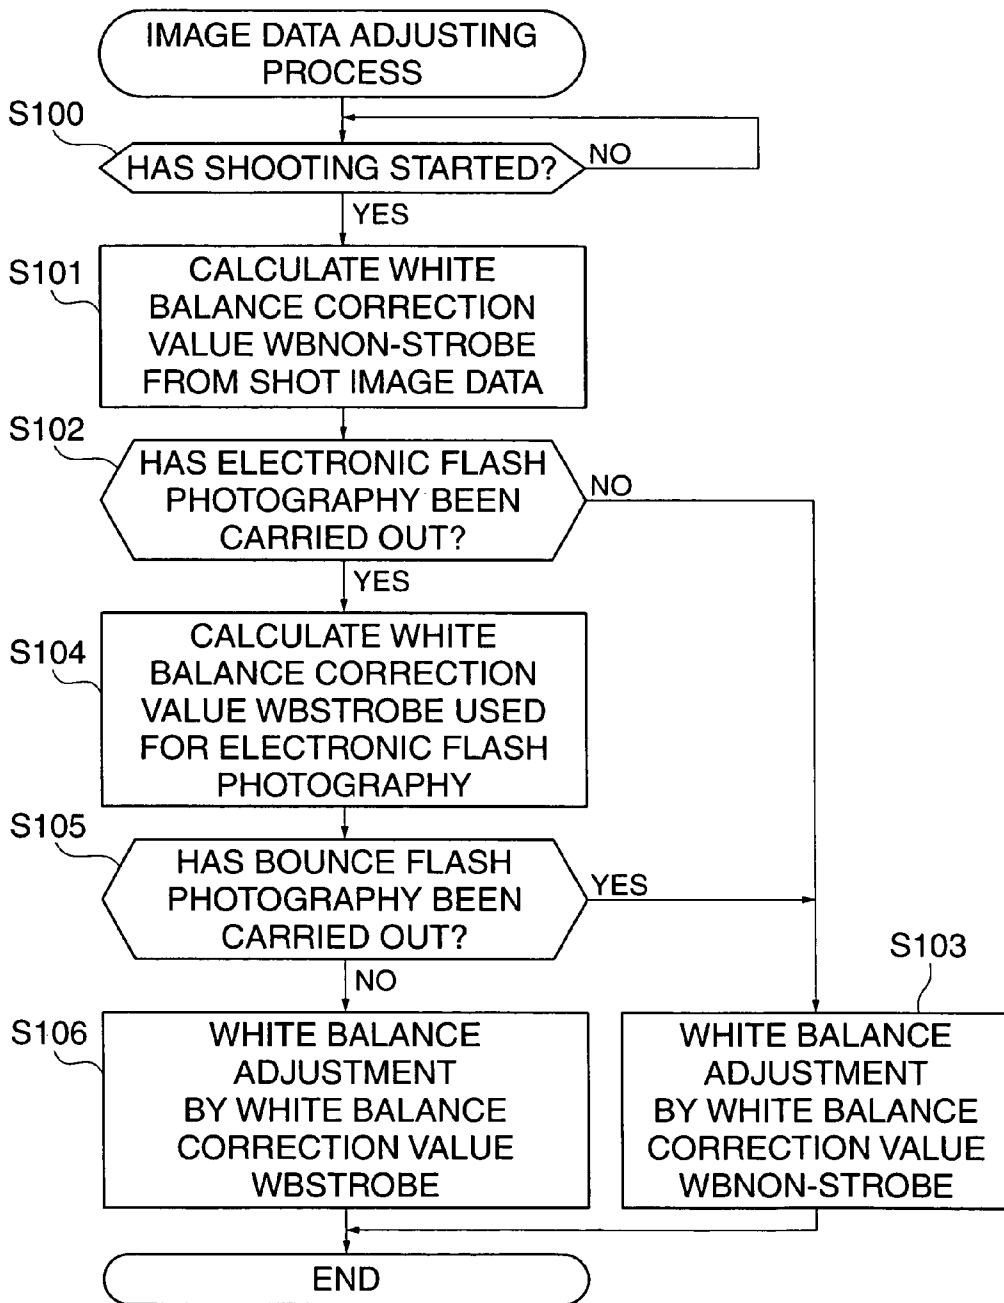 IMAGE DATA ADJUSTING
PROCESS
S100
HAS SHOOTING STARTED?
NO
YES
S101
CALCULATE WHITE
BALANCE CORRECTION
VALUE WBNON-STROBE
FROM SHOT IMAGE DATA
S102
HAS ELECTRONIC FLASH
PHOTOGRAPHY BEEN
CARRIED OUT?
NO
YES
S104
CALCULATE WHITE
BALANCE CORRECTION
VALUE WBSTROBE USED
FOR ELECTRONIC FLASH
PHOTOGRAPHY
S105
HAS BOUNCE FLASH
PHOTOGRAPHY BEEN
CARRIED OUT?
YES
NO
S106
WHITE BALANCE
ADJUSTMENT
BY WHITE BALANCE
CORRECTION VALUE
WBSTROBE
S103
WHITE BALANCE
ADJUSTMENT
BY WHITE BALANCE
CORRECTION VALUE
WBNON-STROBE
END